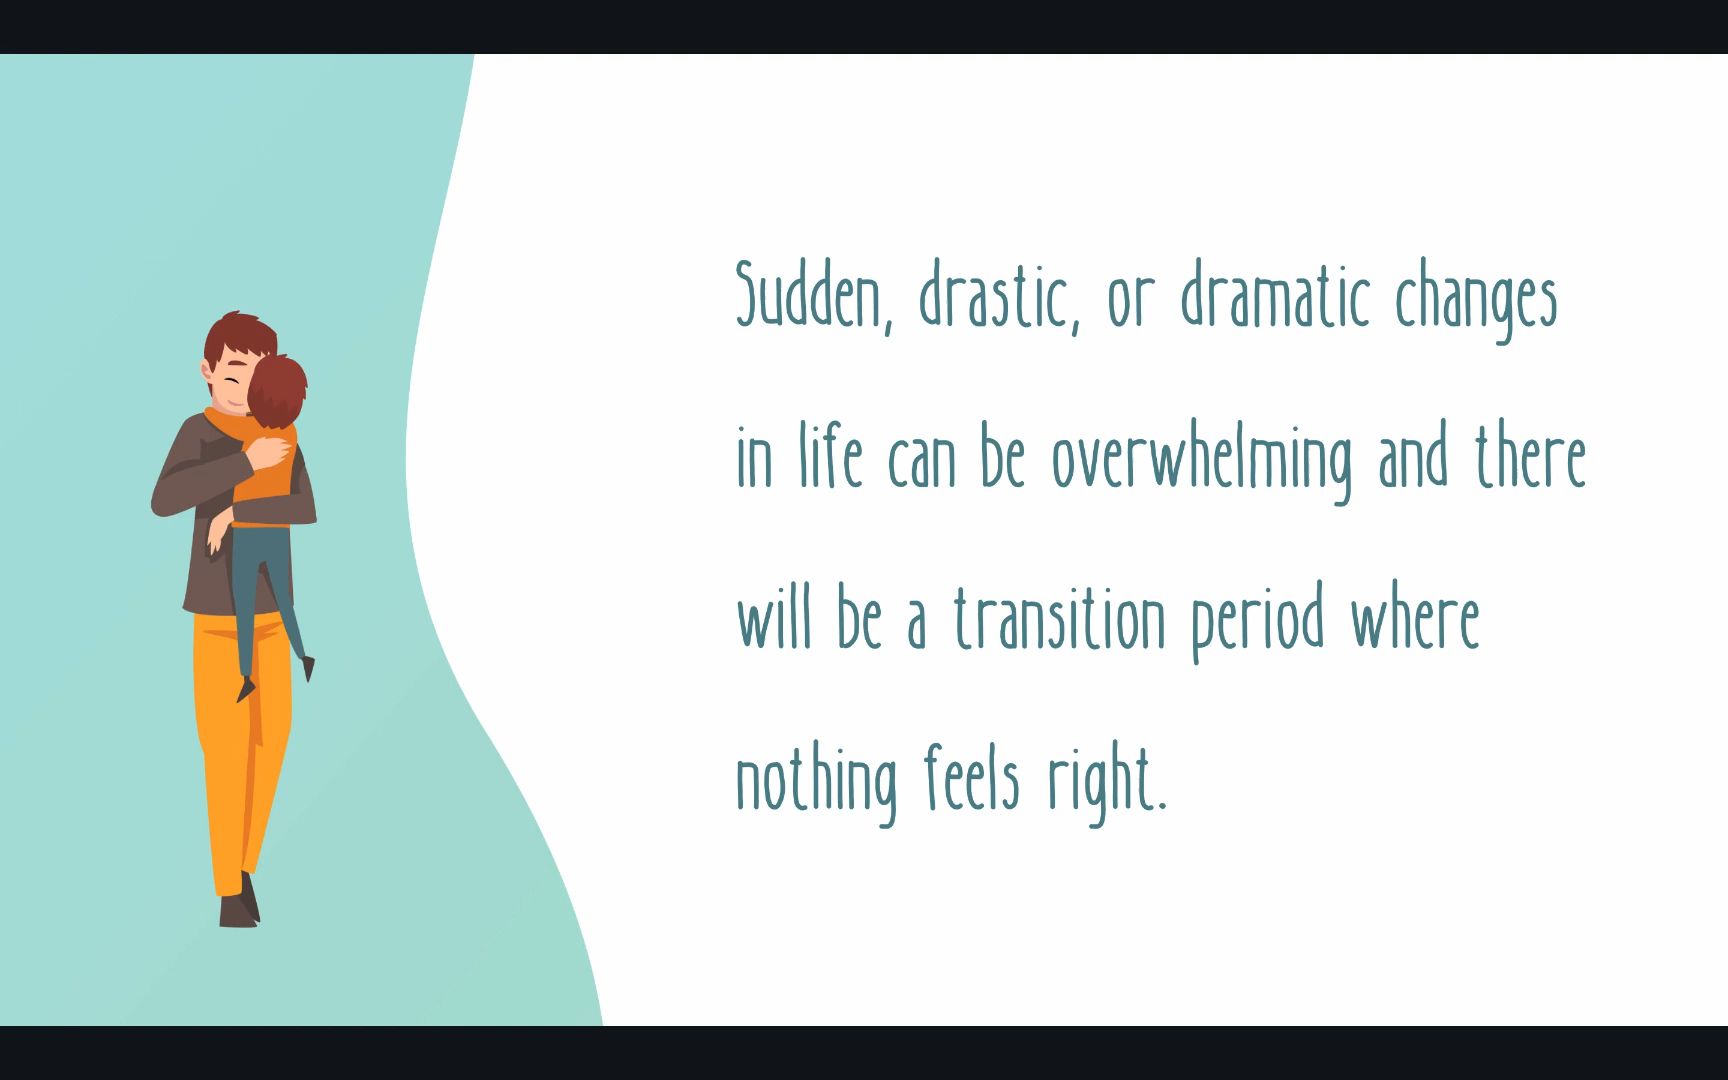 Sudden, drastic, or dramatic changes
in life can be overwhelming and there
will be a transition period where
nothing feels right.